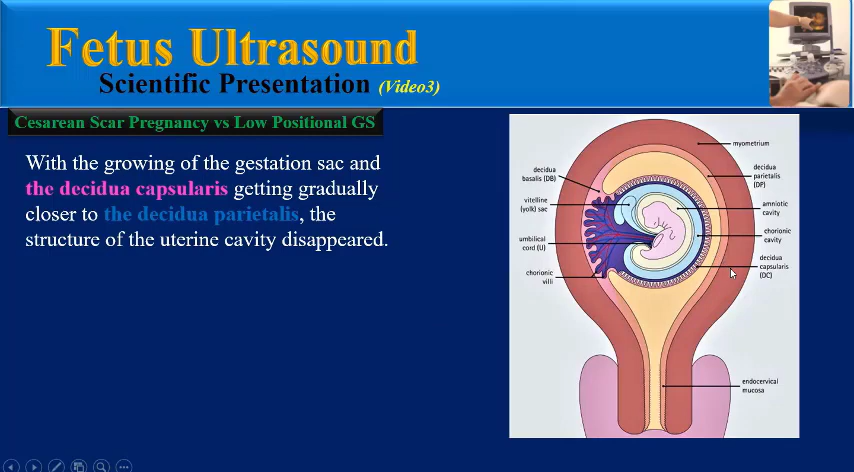 Fetus Ultrasound
Scientific Presentation (Video3)
Cesarean Scar Pregnancy vs Low Positional GS
With the growing of the gestation sac and
the decidua capsularis getting gradually
closer to the decidua parietalis, the
structure of the uterine cavity disappeared.
decidua
basalis (DB)
vitelline
(yolk) sac
umbilical
cord (U)
chorionic
villi
myometrium
decidua
parietalis
(DP)
amniotic
cavity
chorionic
cavity
decidua
capsularis
(DC)
endocervical
mucosa